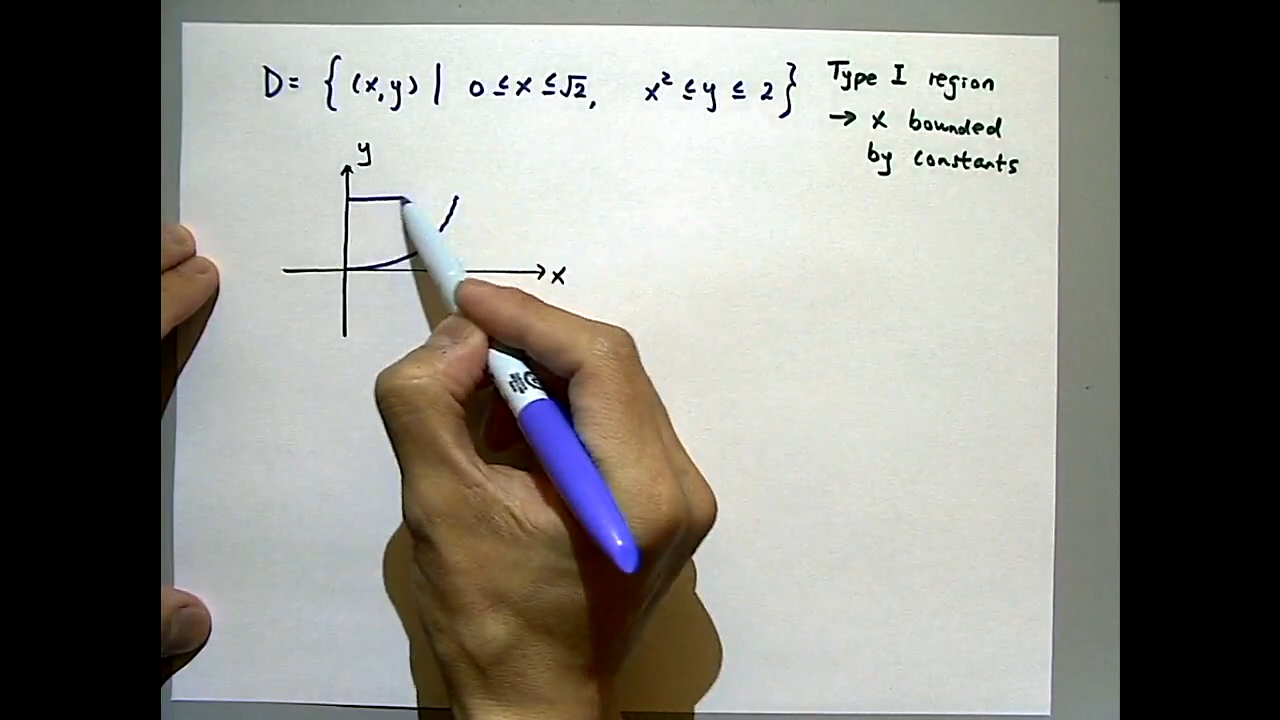 D = { (x,y) | 0 ≤ x ≤ √2, x² ≤ y ≤ 2 }
Type I region
→ x bounded
by constants
y
x